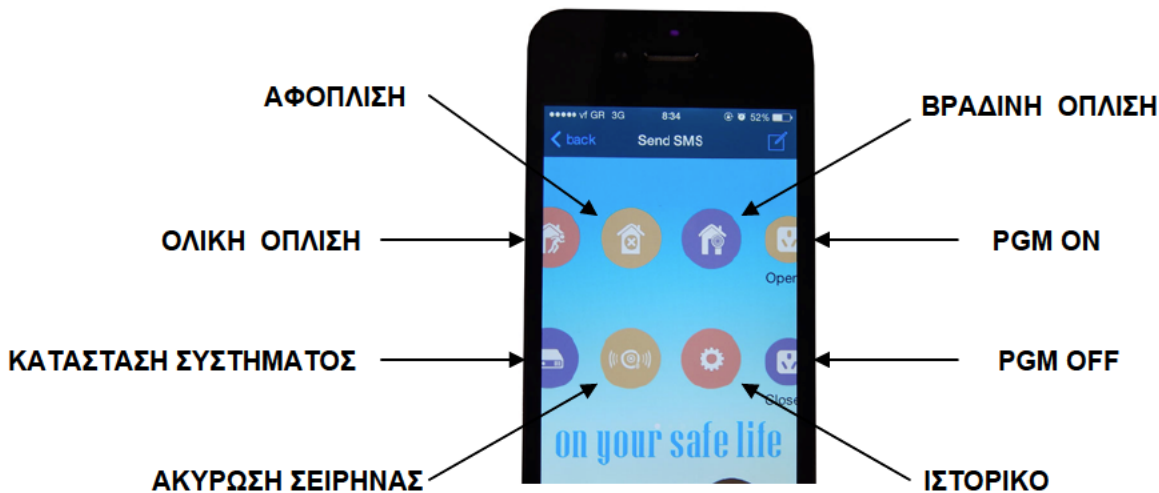 ΑΦΟΠΛΙΣΗ
ΒΡΑΔΙΝΗ ΟΠΛΙΣΗ
vf GR 3G 8:34 52%
back Send SMS
ΟΛΙΚΗ ΟΠΛΙΣΗ
PGM ON
Open
ΚΑΤΑΣΤΑΣΗ ΣΥΣΤΗΜΑΤΟΣ
PGM OFF
Close
on your safe life
ΑΚΥΡΩΣΗ ΣΕΙΡΗΝΑΣ
ΙΣΤΟΡΙΚΟ